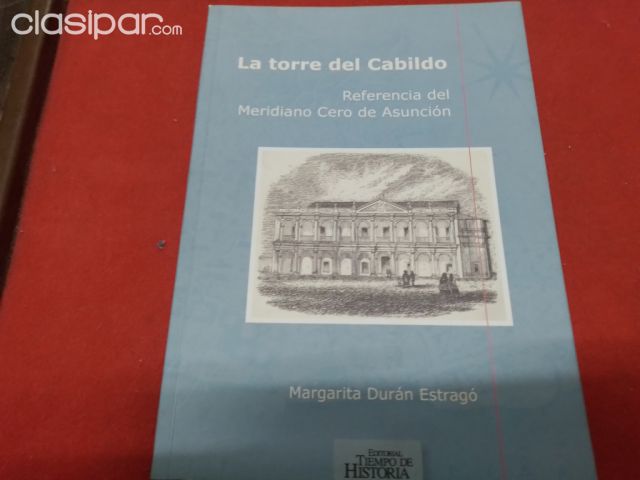 clasipar.com
La torre del Cabildo
Referencia del
Meridiano Cero de Asunción
Margarita Durán Estragó
EDITORIAL
TIEMPO DE
HISTORIA